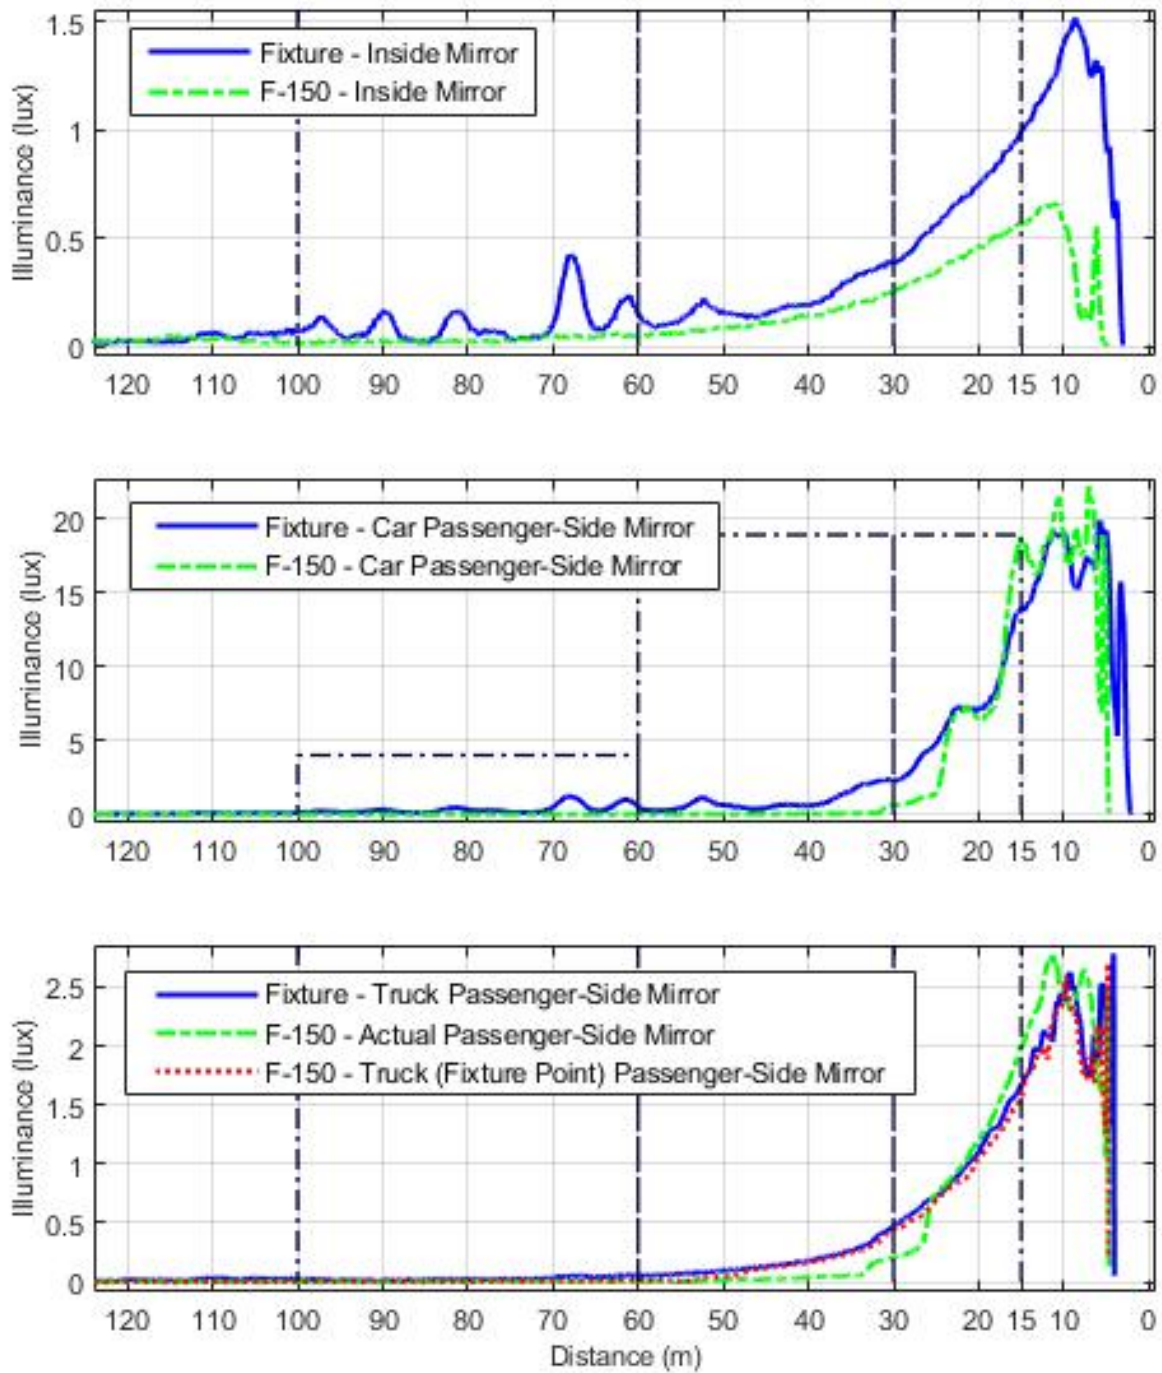 Fixture - Inside Mirror
F-150 - Inside Mirror
Illuminance (lux)
1.5
1
0.5
0
120 110 100 90 80 70 60 50 40 30 20 15 10 0
Fixture - Car Passenger-Side Mirror
F-150 - Car Passenger-Side Mirror
Illuminance (lux)
20
15
10
5
0
120 110 100 90 80 70 60 50 40 30 20 15 10 0
Fixture - Truck Passenger-Side Mirror
F-150 - Actual Passenger-Side Mirror
F-150 - Truck (Fixture Point) Passenger-Side Mirror
Illuminance (lux)
2.5
2
1.5
1
0.5
0
120 110 100 90 80 70 60 50 40 30 20 15 10 0
Distance (m)